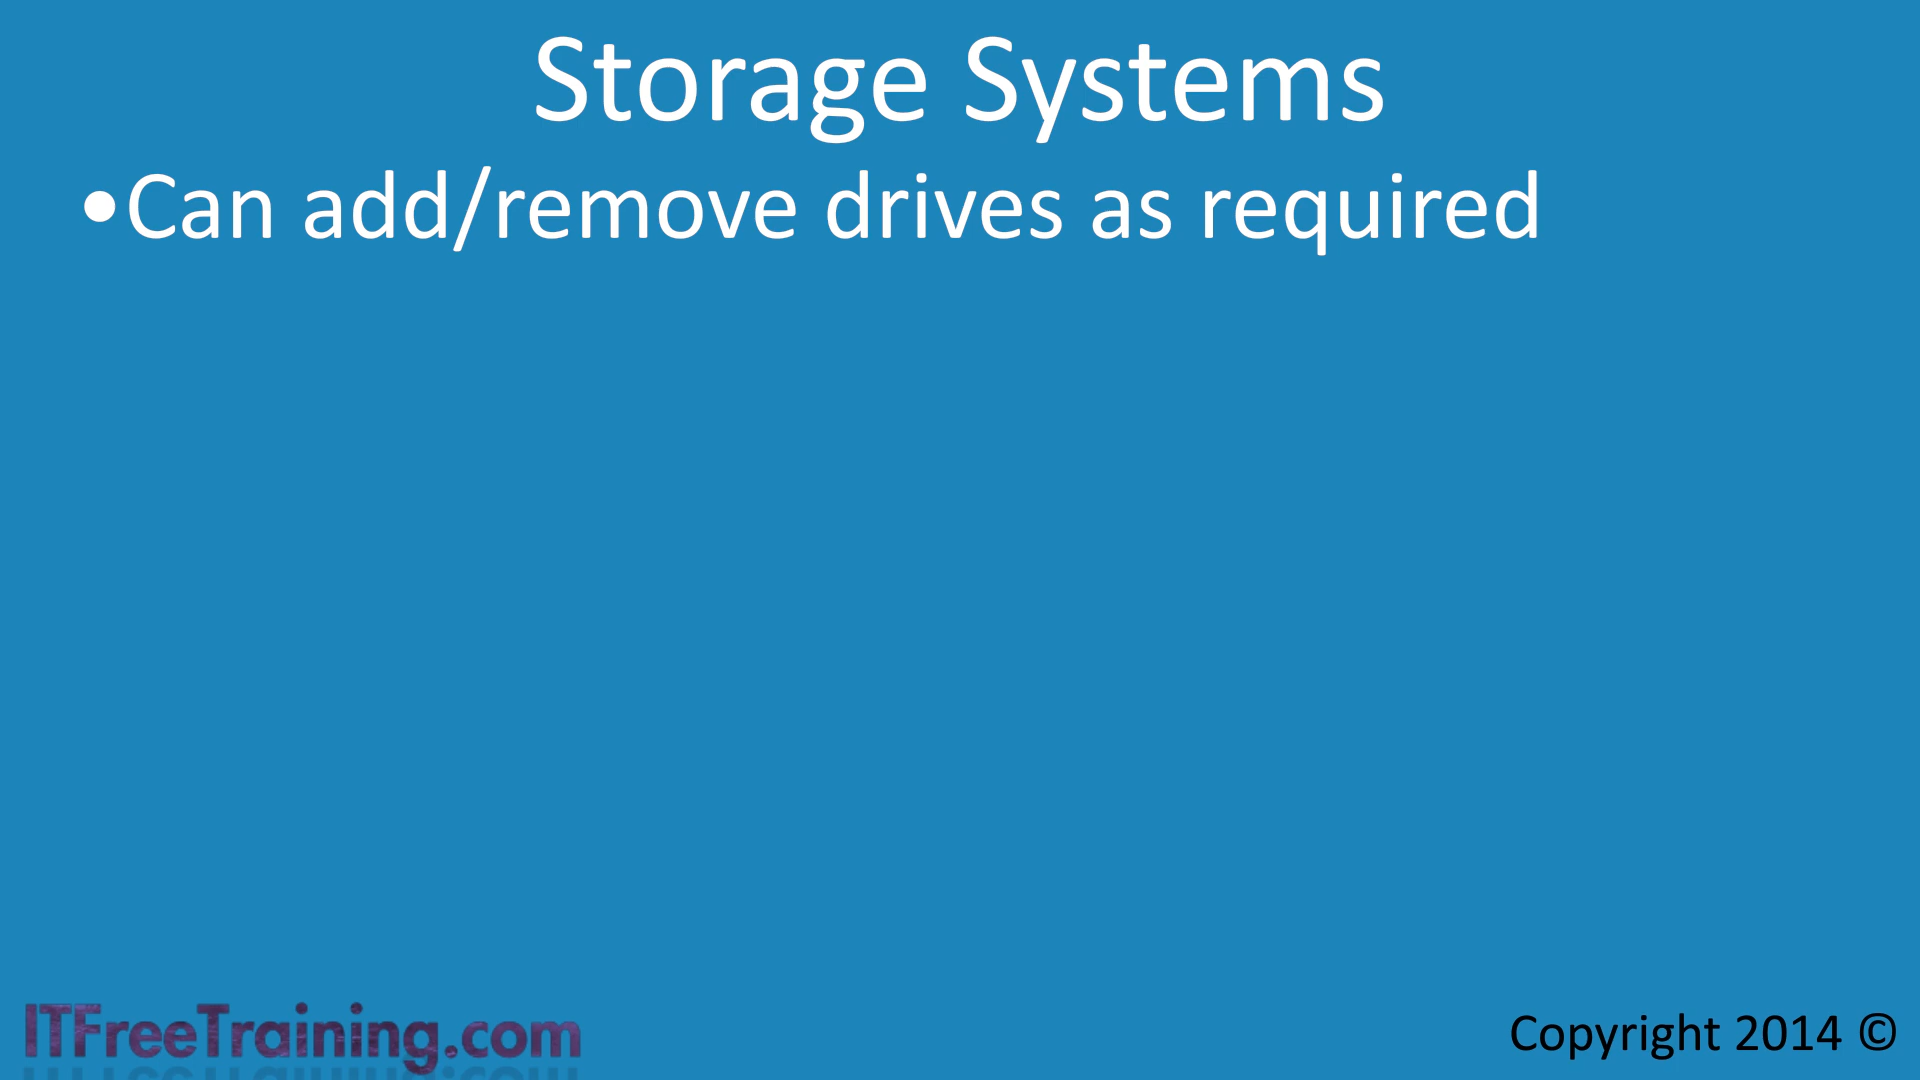 Storage Systems
•Can add/remove drives as required
ITFreeTraining.com
Copyright 2014 ©